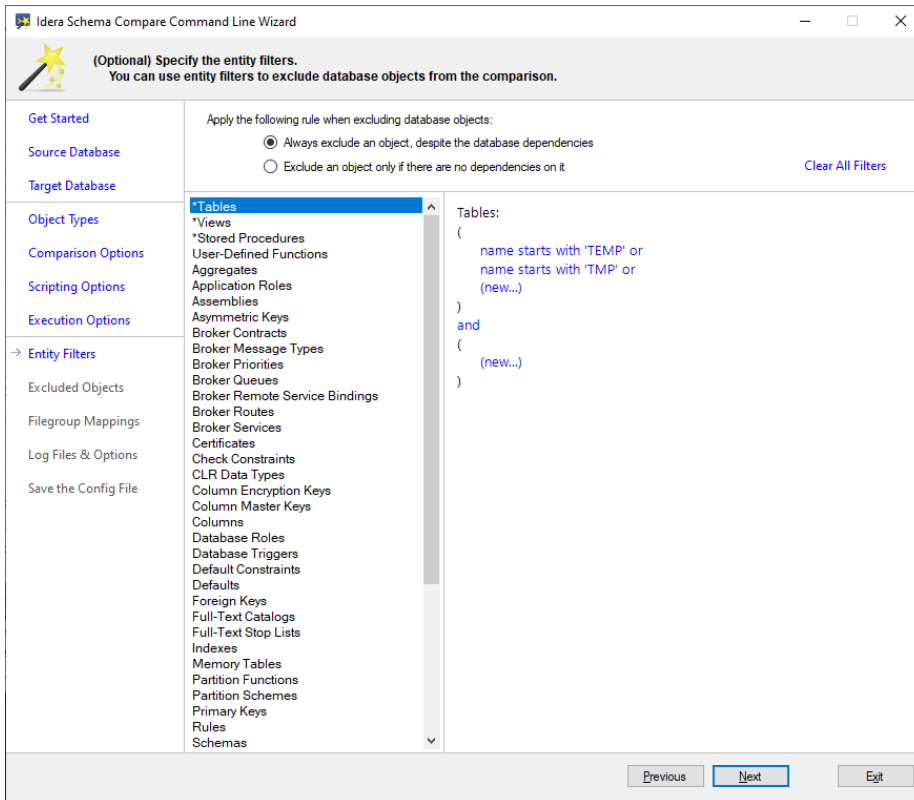 Idera Schema Compare Command Line Wizard
(Optional) Specify the entity filters.
You can use entity filters to exclude database objects from the comparison.
Get Started
Source Database
Target Database
Object Types
Comparison Options
Scripting Options
Execution Options
Entity Filters
Excluded Objects
Filegroup Mappings
Log Files & Options
Save the Config File
Apply the following rule when excluding database objects:
Always exclude an object, despite the database dependencies
Exclude an object only if there are no dependencies on it
Clear All Filters
*Tables
*Views
*Stored Procedures
User-Defined Functions
Aggregates
Application Roles
Assemblies
Asymmetric Keys
Broker Contracts
Broker Message Types
Broker Priorities
Broker Queues
Broker Remote Service Bindings
Broker Routes
Broker Services
Certificates
Check Constraints
CLR Data Types
Column Encryption Keys
Column Master Keys
Columns
Database Roles
Database Triggers
Default Constraints
Defaults
Foreign Keys
Full-Text Catalogs
Full-Text Stop Lists
Indexes
Memory Tables
Partition Functions
Partition Schemes
Primary Keys
Rules
Schemas
Tables:
(
name starts with 'TEMP' or
name starts with 'TMP' or
(new...)
)
and
(
(new...)
)
Previous
Next
Exit